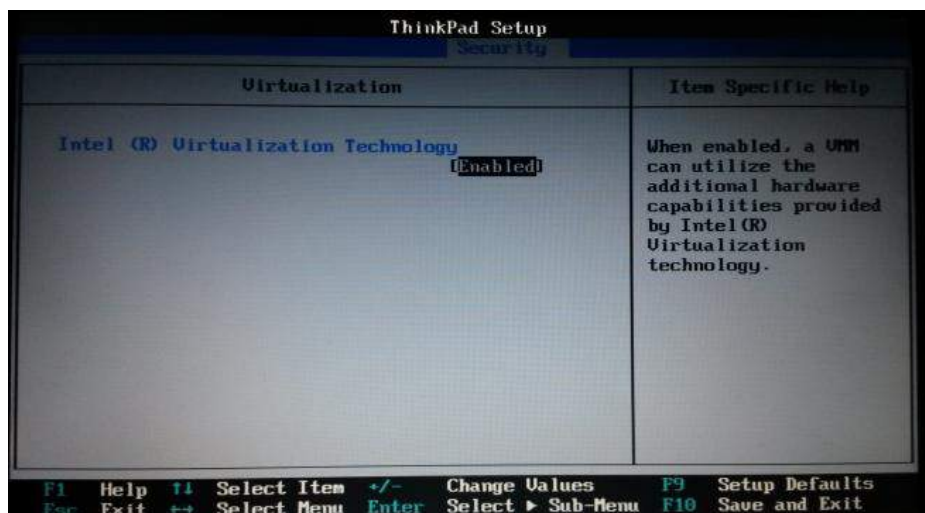 ThinkPad Setup
Security
Virtualization
Item Specific Help
Intel (R) Virtualization Technology
[Enabled]
When enabled, a VMM
can utilize the
additional hardware
capabilities provided
by Intel(R)
Virtualization
technology.
F1 Help ↑↓ Select Item +/- Change Values F9 Setup Defaults
Esc Exit ←→ Select Menu Enter Select ▶ Sub-Menu F10 Save and Exit